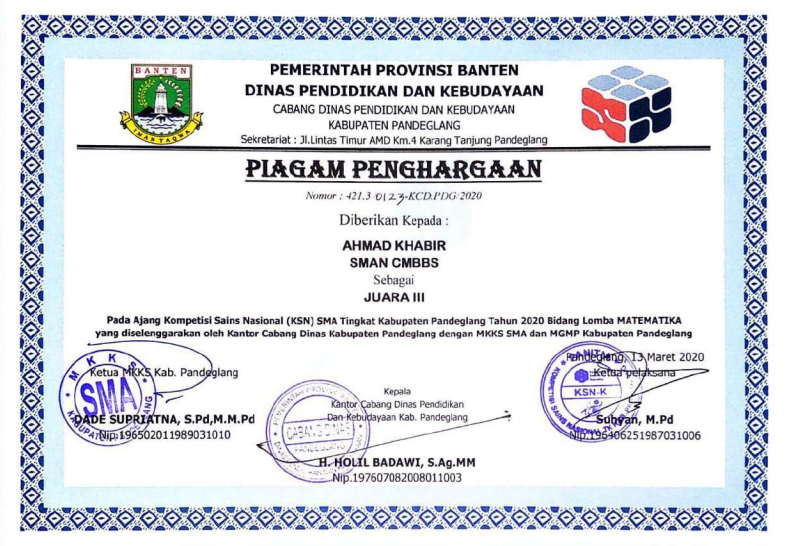 BANTEN
IMAN TAQWA
PEMERINTAH PROVINSI BANTEN
DINAS PENDIDIKAN DAN KEBUDAYAAN
CABANG DINAS PENDIDIKAN DAN KEBUDAYAAN
KABUPATEN PANDEGLANG
Sekretariat : Jl.Lintas Timur AMD Km.4 Karang Tanjung Pandeglang
PIAGAM PENGHARGAAN
Nomor : 421.3/0123-KCD.PDG/2020
Diberikan Kepada :
AHMAD KHABIR
SMAN CMBBS
Sebagai
JUARA III
Pada Ajang Kompetisi Sains Nasional (KSN) SMA Tingkat Kabupaten Pandeglang Tahun 2020 Bidang Lomba MATEMATIKA
yang diselenggarakan oleh Kantor Cabang Dinas Kabupaten Pandeglang dengan MKKS SMA dan MGMP Kabupaten Pandeglang
Pandeglang, 13 Maret 2020
Ketua MKKS Kab. Pandeglang
Ketua pelaksana
MKKS
SMA
KSN-K
Kepala
Kantor Cabang Dinas Pendidikan
Dan Kebudayaan Kab. Pandeglang
CABANG DINAS
PANDEGLANG
DADE SUPRIATNA, S.Pd,M.M.Pd
Nip.196502011989031010
Suhyan, M.Pd
Nip.196406251987031006
H. HOLIL BADAWI, S.Ag.MM
Nip.197607082008011003